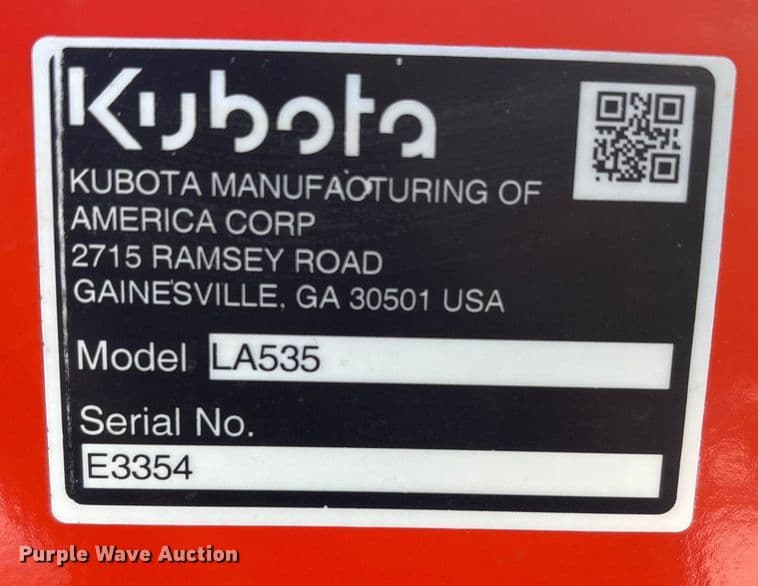 Kubota
KUBOTA MANUFACTURING OF
AMERICA CORP
2715 RAMSEY ROAD
GAINESVILLE, GA 30501 USA
Model LA535
Serial No.
E3354
Purple Wave Auction